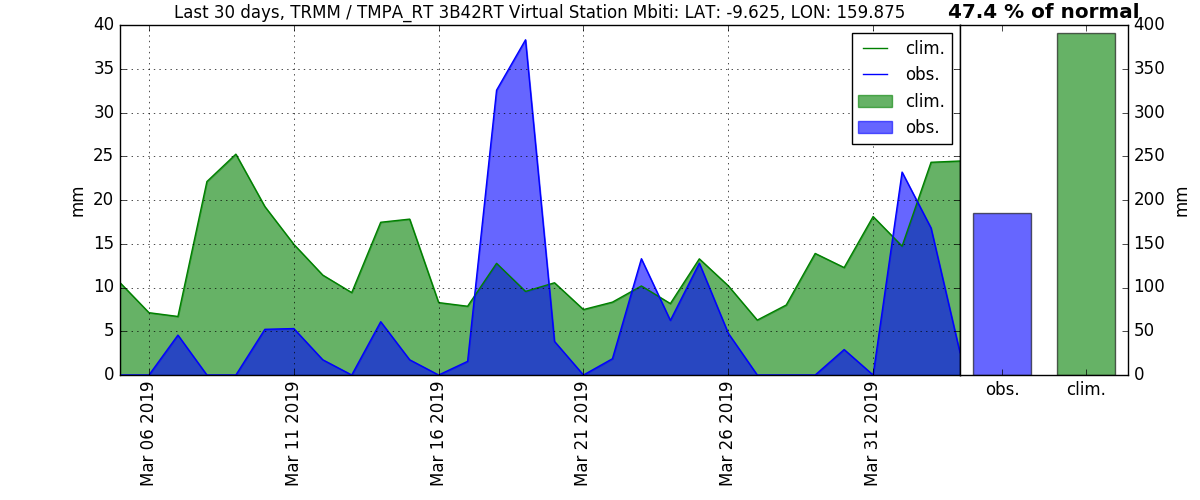 Last 30 days, TRMM / TMPA_RT 3B42RT Virtual Station Mbiti: LAT: -9.625, LON: 159.875
47.4 % of normal
40
35
30
25
20
15
10
5
0
mm
clim.
obs.
clim.
obs.
400
350
300
250
200
150
100
50
0
mm
Mar 06 2019
Mar 11 2019
Mar 16 2019
Mar 21 2019
Mar 26 2019
Mar 31 2019
obs.
clim.